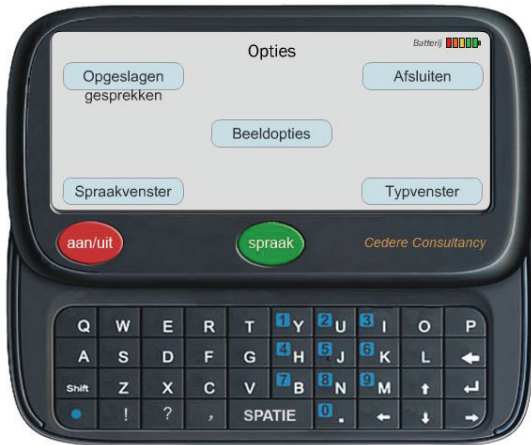 Opties
Batterij
Opgeslagen
gesprekken
Afsluiten
Beeldopties
Spraakvenster
Typvenster
aan/uit
spraak
Cedere Consultancy
Q W E R T 1 Y 2 U 3 I O P
A S D F G 4 H 5 J 6 K L
Shift Z X C V 7 B 8 N 9 M
! ? , SPATIE 0 .